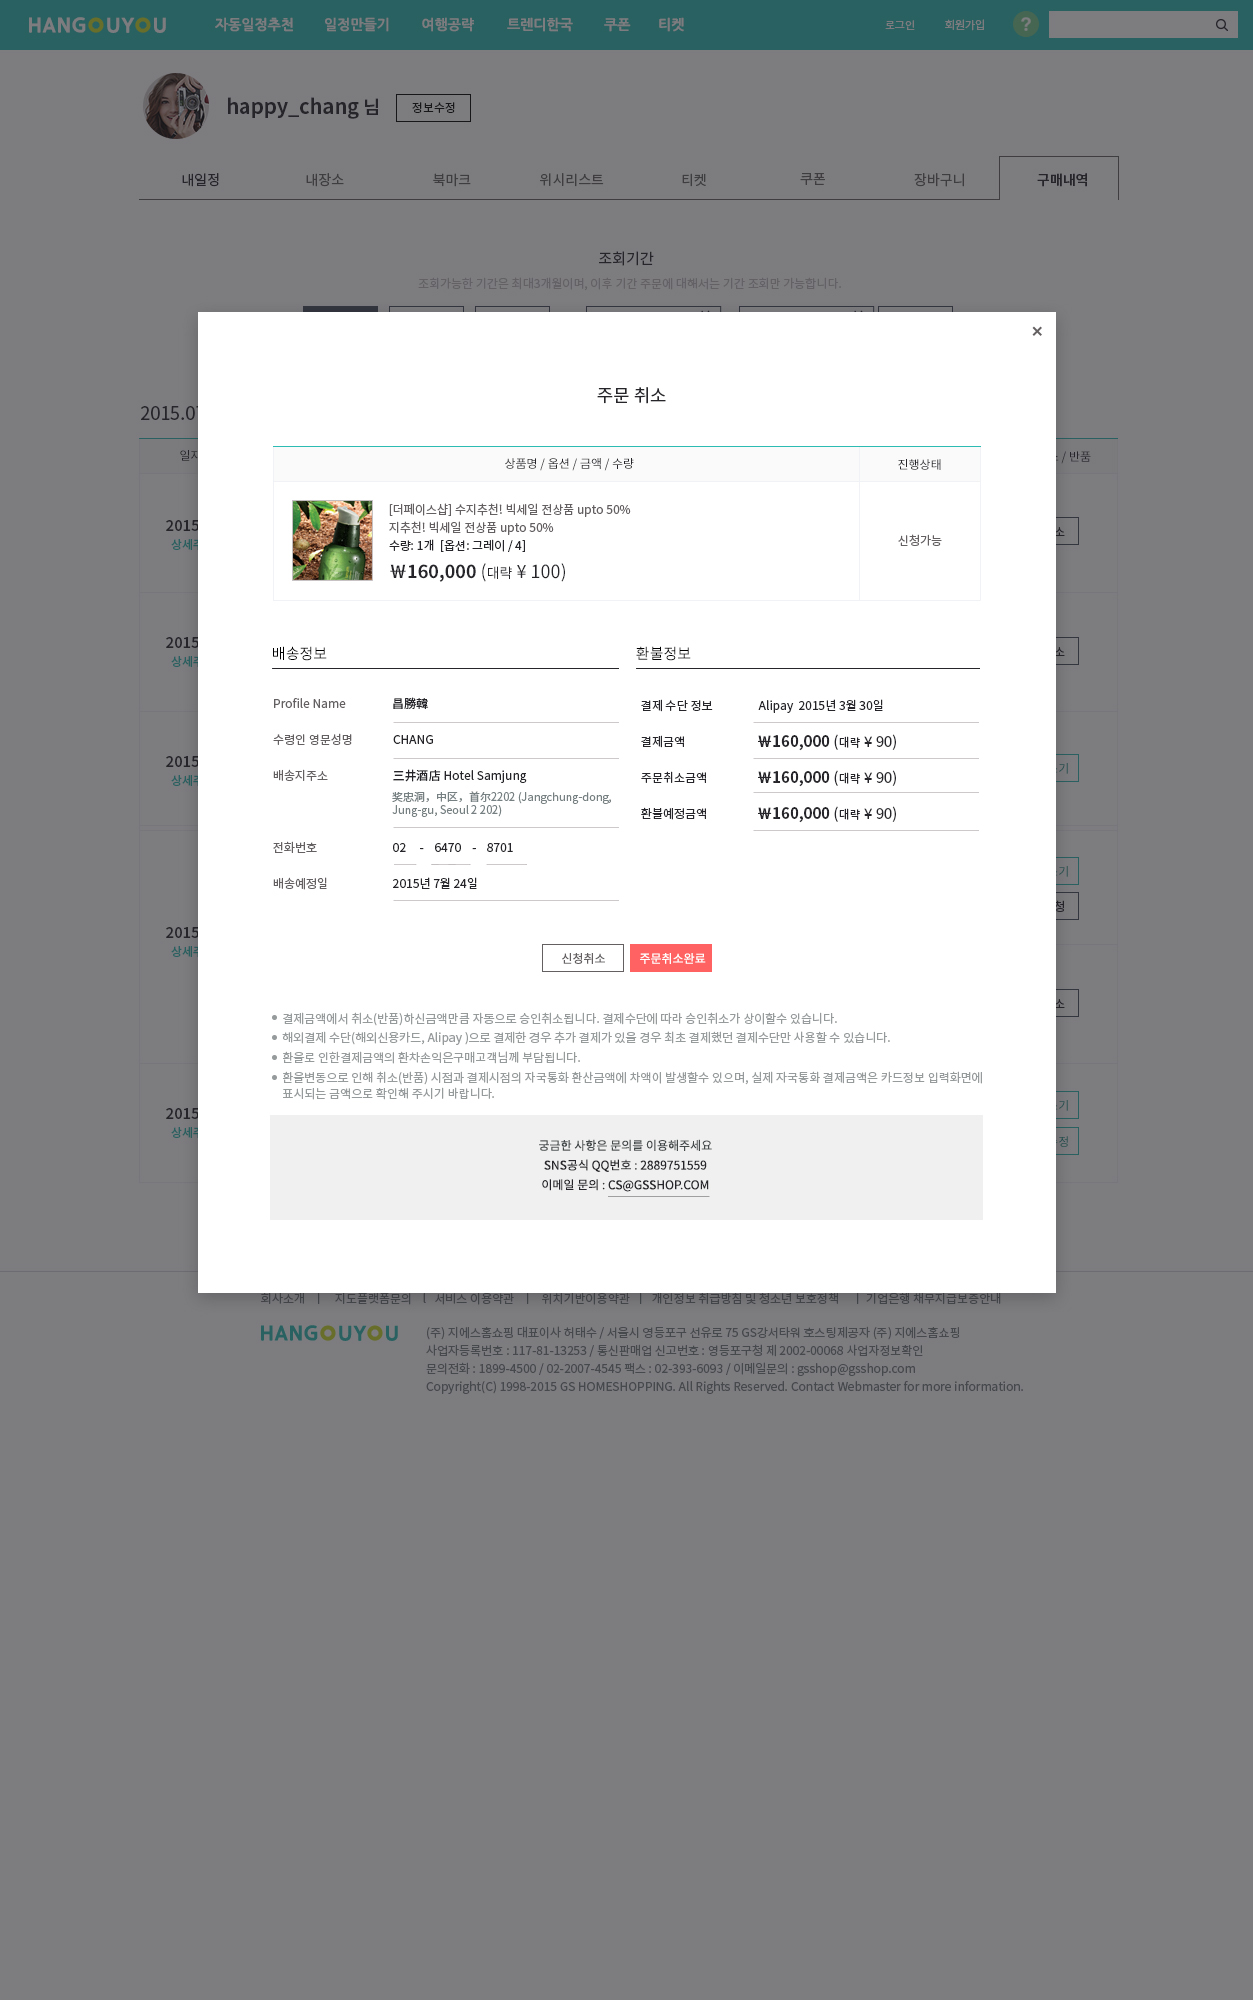 HANGOUYOU 자동일정추천 일정만들기 여행공략 트렌디한국 쿠폰 티켓 로그인 회원가입 ?
happy_chang 님 정보수정
내일정 내장소 북마크 위시리스트 티켓 쿠폰 장바구니 구매내역
조회기간
조회가능한 기간은 최대3개월이며, 이후 기간 주문에 대해서는 기간 조회만 가능합니다.
×
주문 취소
2015.0
상품명 / 옵션 / 금액 / 수량 진행상태
/ 반품
[더페이스샵] 수지추천! 빅세일 전상품 upto 50%
지추천! 빅세일 전상품 upto 50%
수량: 1개 [옵션: 그레이 / 4]
₩160,000 (대략 ¥ 100)
신청가능
2015
상세
소
2015
상세
소
2015
상세
기
2015
상세
기
청
소
2015
상세
기
정
배송정보
Profile Name 昌勝韓
수령인 영문성명 CHANG
배송지주소 三井酒店 Hotel Samjung
奖忠洞，中区，首尔2202 (Jangchung-dong,
Jung-gu, Seoul 2 202)
전화번호 02 - 6470 - 8701
배송예정일 2015년 7월 24일
환불정보
결제 수단 정보 Alipay 2015년 3월 30일
결제금액 ₩160,000 (대략 ¥ 90)
주문취소금액 ₩160,000 (대략 ¥ 90)
환불예정금액 ₩160,000 (대략 ¥ 90)
신청취소 주문취소완료
결제금액에서 취소(반품)하신금액만큼 자동으로 승인취소됩니다. 결제수단에 따라 승인취소가 상이할수 있습니다.
해외결제 수단(해외신용카드, Alipay )으로 결제한 경우 추가 결제가 있을 경우 최초 결제했던 결제수단만 사용할 수 있습니다.
환율로 인한결제금액의 환차손익은구매고객님께 부담됩니다.
환율변동으로 인해 취소(반품) 시점과 결제시점의 자국통화 환산금액에 차액이 발생할수 있으며, 실제 자국통화 결제금액은 카드정보 입력화면에
표시되는 금액으로 확인해 주시기 바랍니다.
궁금한 사항은 문의를 이용해주세요
SNS공식 QQ번호 : 2889751559
이메일 문의 : CS@GSSHOP.COM
회사소개 | 지도플랫폼문의 | 서비스 이용약관 | 위치기반이용약관 | 개인정보 취급방침 및 청소년 보호정책 | 기업은행 채무지급보증안내
HANGOUYOU
(주) 지에스홈쇼핑 대표이사 허태수 / 서울시 영등포구 선유로 75 GS강서타워 호스팅제공자 (주) 지에스홈쇼핑
사업자등록번호 : 117-81-13253 / 통신판매업 신고번호 : 영등포구청 제 2002-00068 사업자정보확인
문의전화 : 1899-4500 / 02-2007-4545 팩스 : 02-393-6093 / 이메일문의 : gsshop@gsshop.com
Copyright(C) 1998-2015 GS HOMESHOPPING. All Rights Reserved. Contact Webmaster for more information.